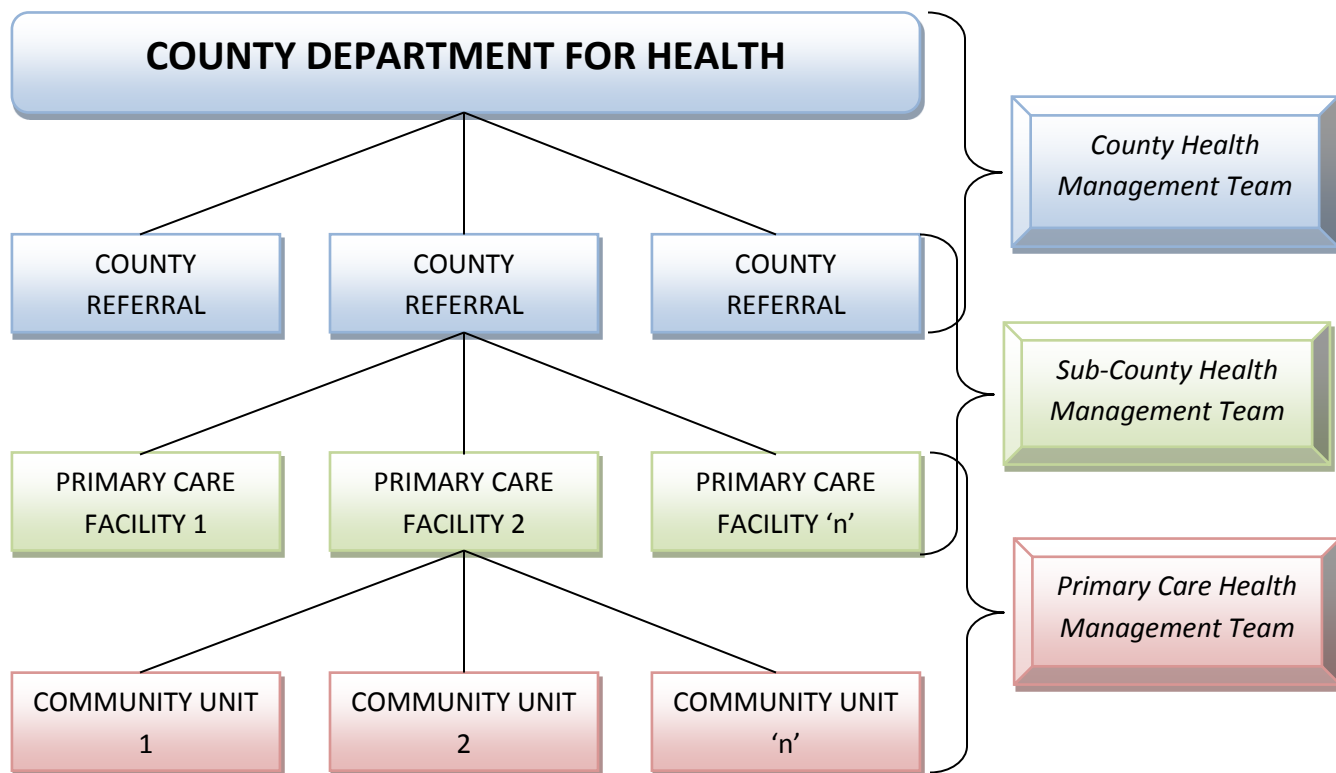 COUNTY DEPARTMENT FOR HEALTH
County Health
Management Team
COUNTY
REFERRAL
COUNTY
REFERRAL
COUNTY
REFERRAL
Sub-County Health
Management Team
PRIMARY CARE
FACILITY 1
PRIMARY CARE
FACILITY 2
PRIMARY CARE
FACILITY ‘n’
Primary Care Health
Management Team
COMMUNITY UNIT
1
COMMUNITY UNIT
2
COMMUNITY UNIT
‘n’